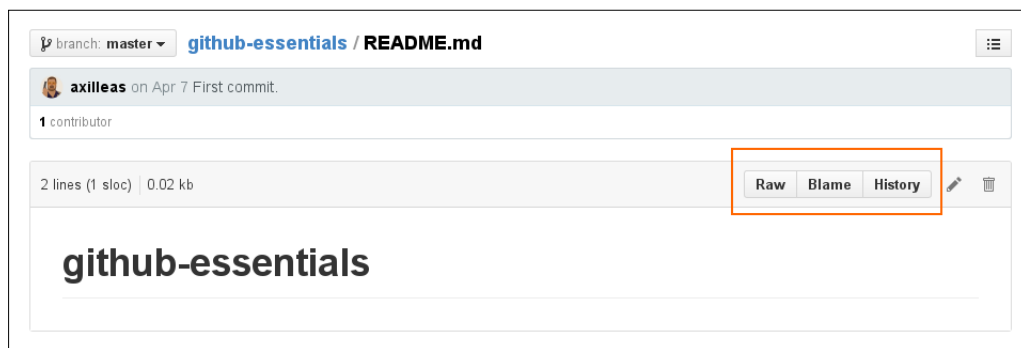 branch: master github-essentials / README.md
axilleas on Apr 7 First commit.
1 contributor
2 lines (1 sloc) 0.02 kb Raw Blame History
github-essentials